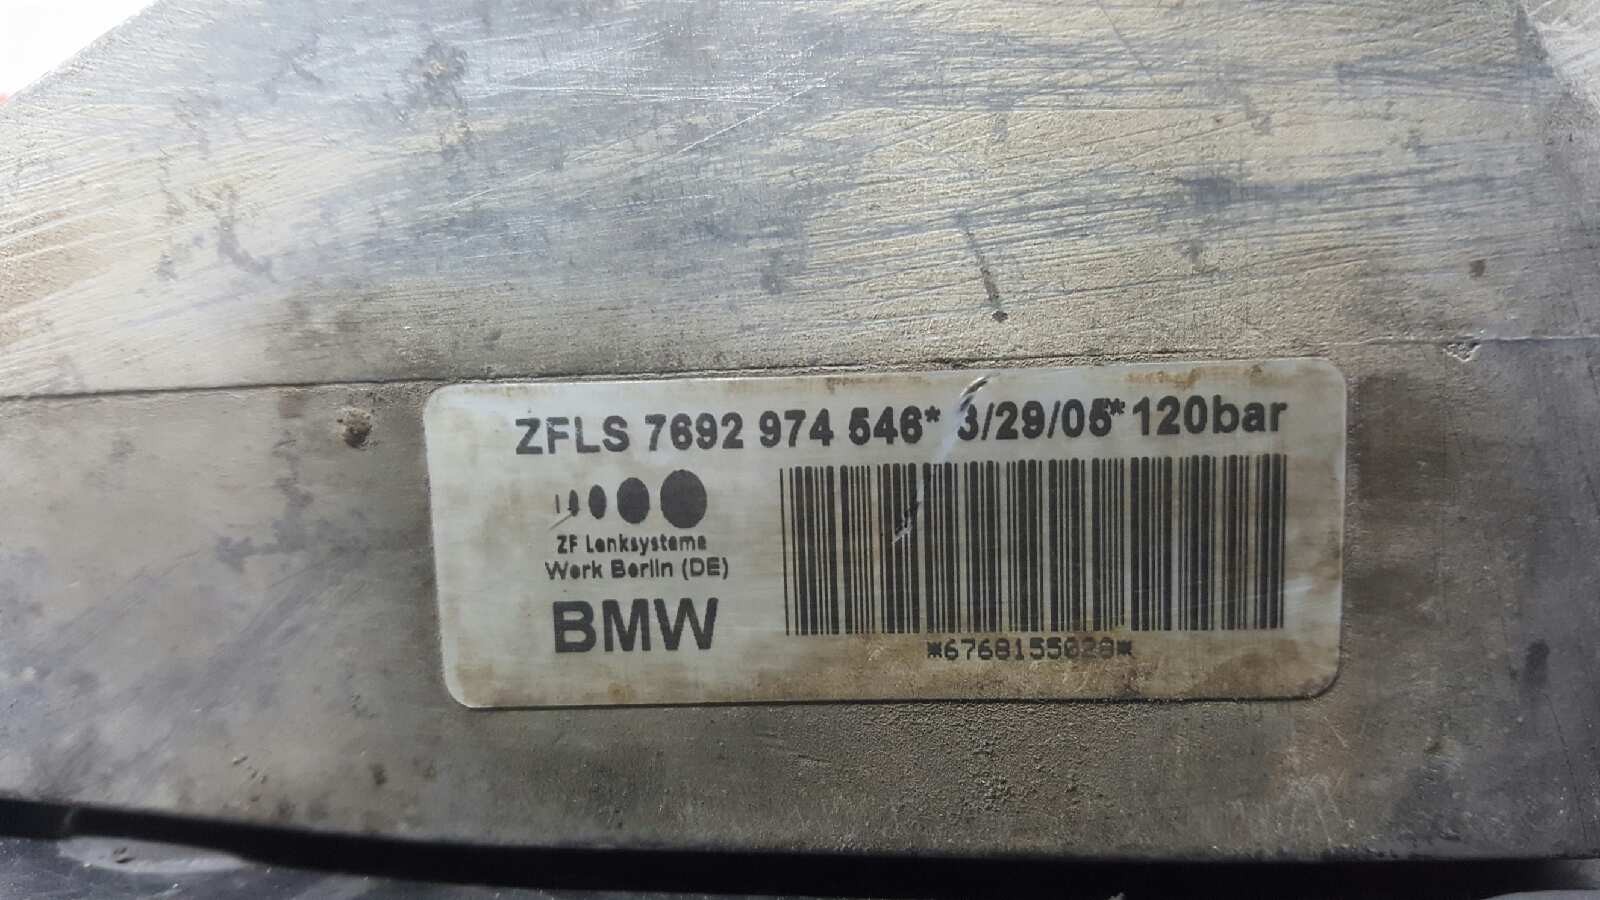 ZFLS 7692 974 546* 3/29/05* 120bar
ZF Lenksysteme
Werk Berlin (DE)
BMW
*6768155028*